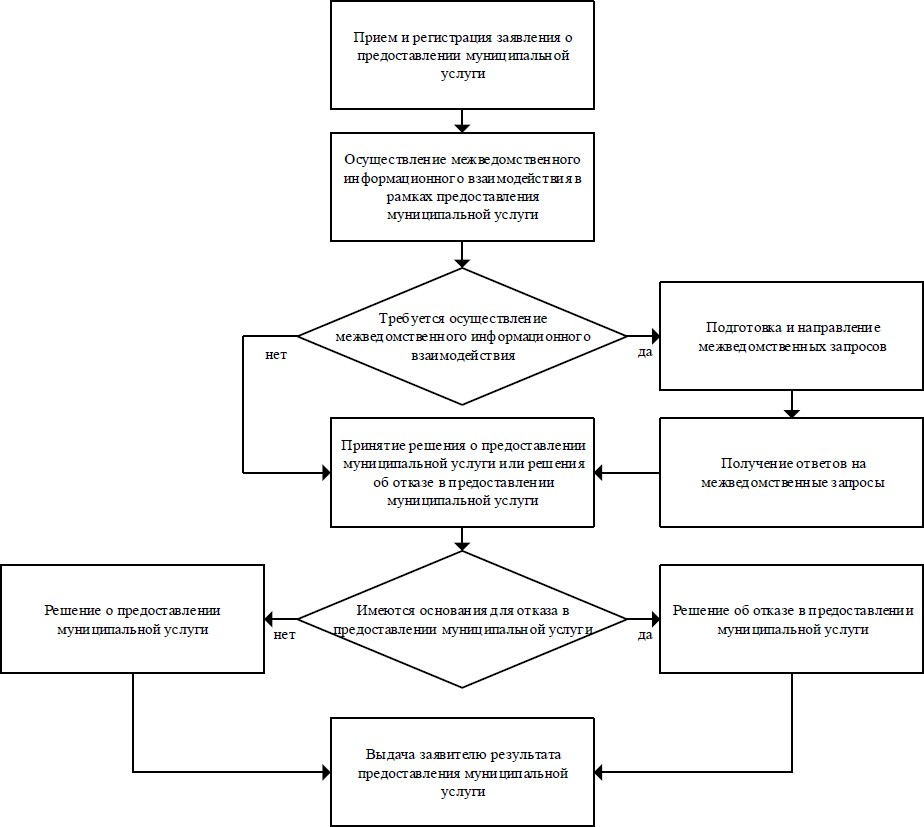 Прием и регистрация заявления о
предоставлении муниципальной
услуги
Осуществление межведомственного
информационного взаимодействия в
рамках предоставления
муниципальной услуги
Требуется осуществление
межведомственного информационного
взаимодействия
нет
да
Подготовка и направление
межведомственных запросов
Принятие решения о предоставлении
муниципальной услуги или решения
об отказе в предоставлении
муниципальной услуги
Получение ответов на
межведомственные запросы
Решение о предоставлении
муниципальной услуги
Имеются основания для отказа в
предоставлении муниципальной услуги
нет
да
Решение об отказе в предоставлении
муниципальной услуги
Выдача заявителю результата
предоставления муниципальной
услуги